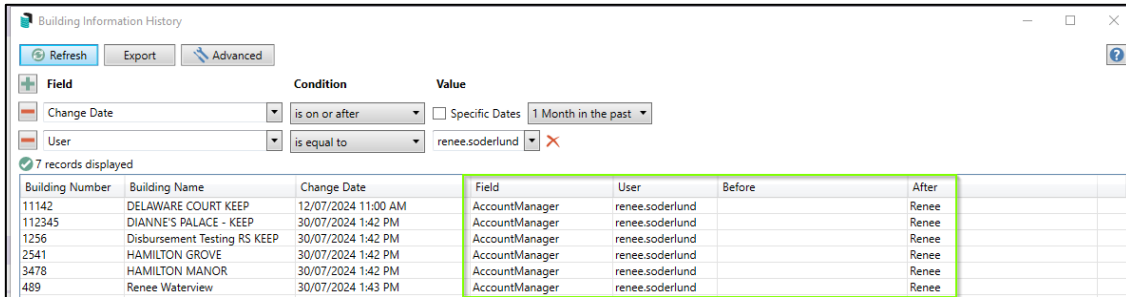 Building Information History
Refresh Export Advanced
Field Condition Value
Change Date is on or after Specific Dates 1 Month in the past
User is equal to renee.soderlund
7 records displayed
Building Number Building Name Change Date Field User Before After
11142 DELAWARE COURT KEEP 12/07/2024 11:00 AM AccountManager renee.soderlund Renee
112345 DIANNE'S PALACE - KEEP 30/07/2024 1:42 PM AccountManager renee.soderlund Renee
1256 Disbursement Testing RS KEEP 30/07/2024 1:42 PM AccountManager renee.soderlund Renee
2541 HAMILTON GROVE 30/07/2024 1:42 PM AccountManager renee.soderlund Renee
3478 HAMILTON MANOR 30/07/2024 1:42 PM AccountManager renee.soderlund Renee
489 Renee Waterview 30/07/2024 1:43 PM AccountManager renee.soderlund Renee